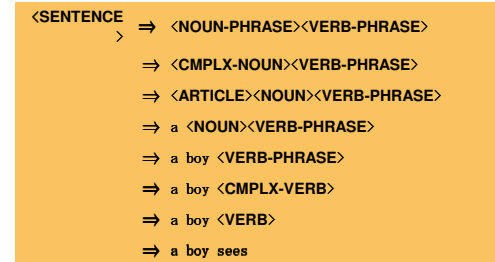 <SENTENCE> ⇒ <NOUN-PHRASE><VERB-PHRASE>
⇒ <CMPLX-NOUN><VERB-PHRASE>
⇒ <ARTICLE><NOUN><VERB-PHRASE>
⇒ a <NOUN><VERB-PHRASE>
⇒ a boy <VERB-PHRASE>
⇒ a boy <CMPLX-VERB>
⇒ a boy <VERB>
⇒ a boy sees